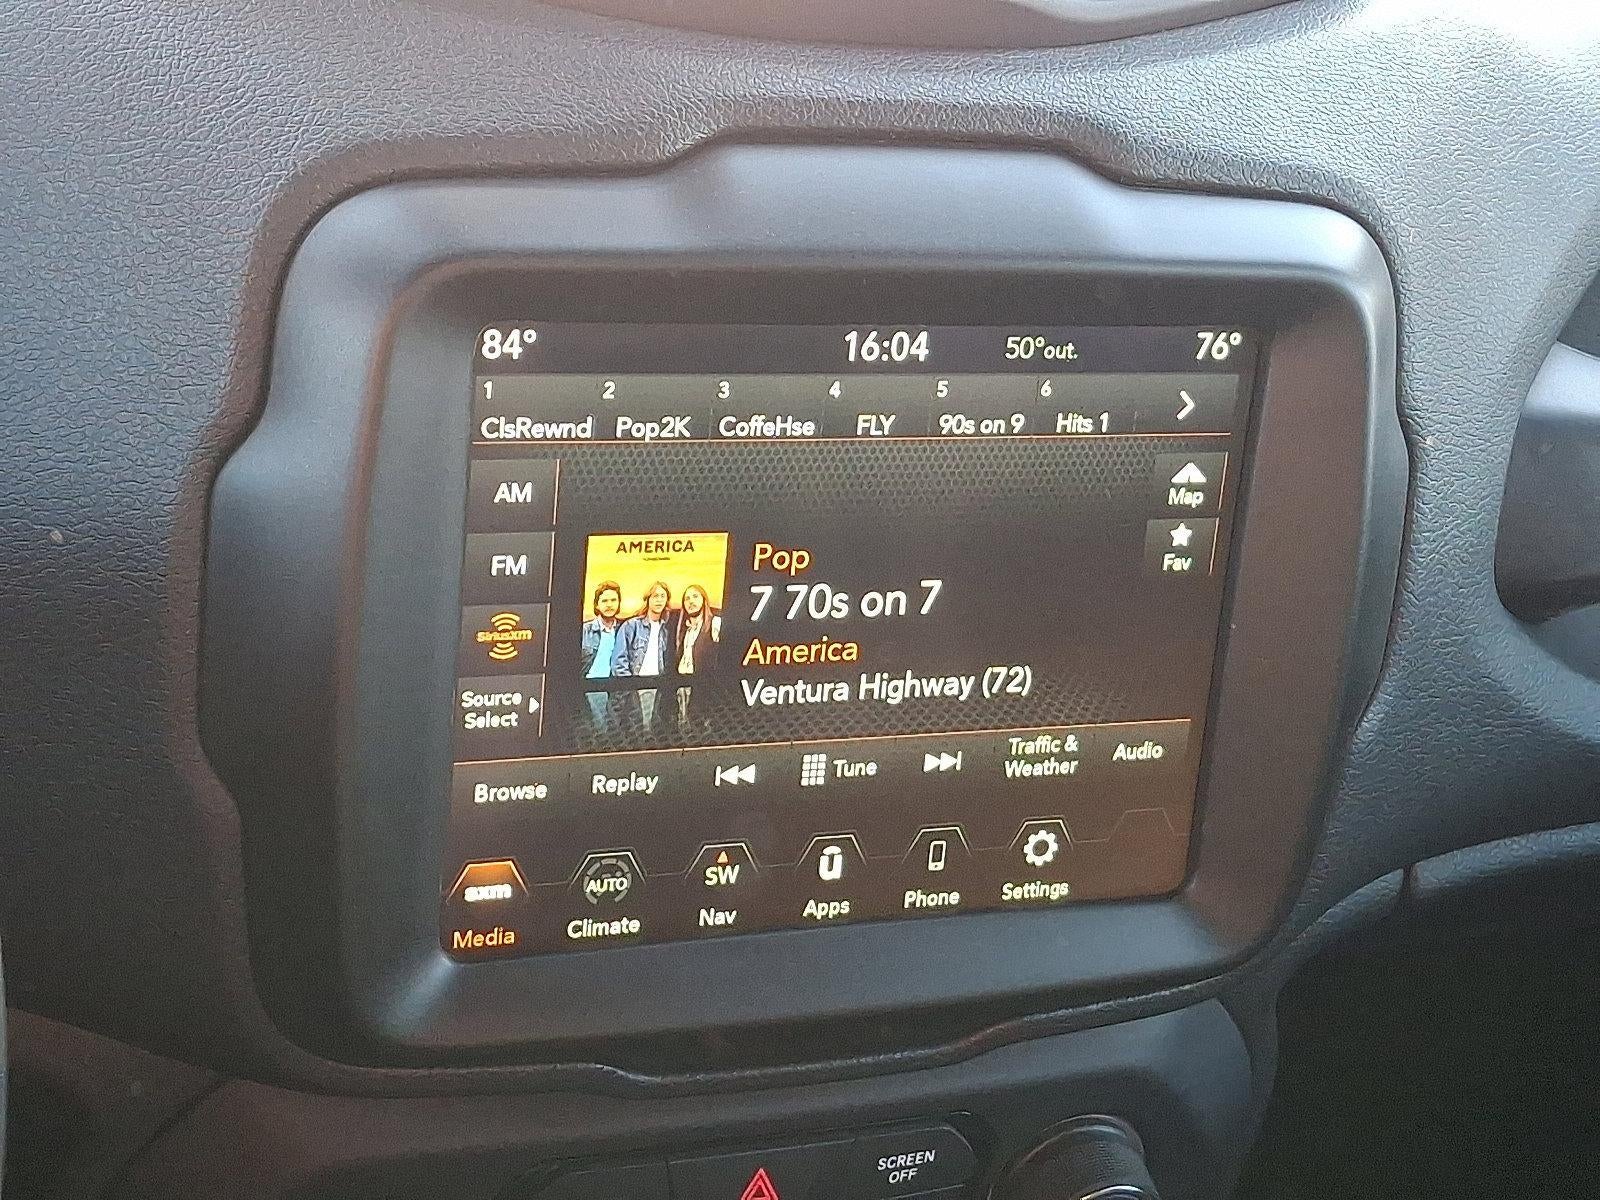 84° 16:04 50°out. 76°
1 2 3 4 5 6
ClsRewnd Pop2K CoffeHse FLY 90s on 9 Hits 1
AM
Map
FM
Fav
AMERICA
Pop
7 70s on 7
siriusxm
America
Ventura Highway (72)
Source
Select
Browse Replay Tune Traffic &
Weather Audio
sxm AUTO SW u
Media Climate Nav Apps Phone Settings
SCREEN
OFF